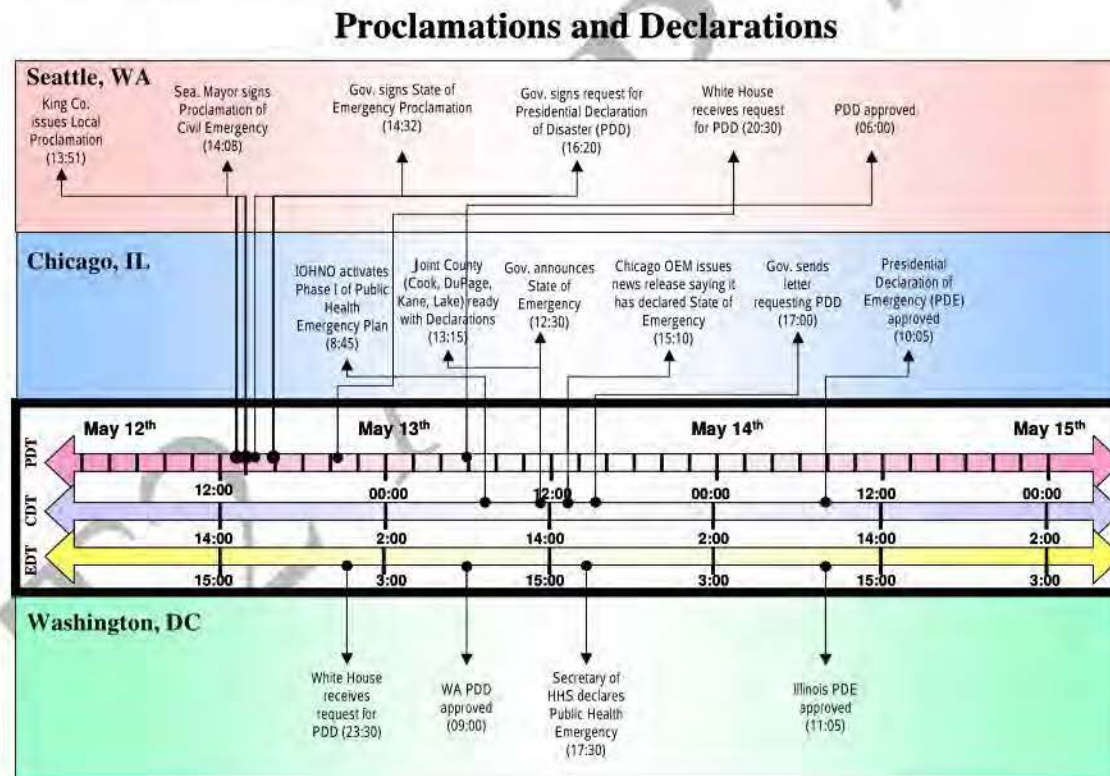 Proclamations and Declarations
Seattle, WA
King Co.
issues Local
Proclamation
(13:51)
Sea. Mayor signs
Proclamation of
Civil Emergency
(14:08)
Gov. signs State of
Emergency Proclamation
(14:32)
Gov. signs request for
Presidential Declaration
of Disaster (PDD)
(16:20)
White House
receives request
for PDD (20:30)
PDD approved
(06:00)
Chicago, IL
IOHNO activates
Phase I of Public
Health
Emergency Plan
(8:45)
Joint County
(Cook, DuPage,
Kane, Lake) ready
with Declarations
(13:15)
Gov. announces
State of
Emergency
(12:30)
Chicago OEM issues
news release saying it
has declared State of
Emergency
(15:10)
Gov. sends
letter
requesting PDD
(17:00)
Presidential
Declaration of
Emergency (PDE)
approved
(10:05)
May 12th
May 13th
May 14th
May 15th
PDT
12:00
00:00
12:00
00:00
12:00
00:00
CDT
14:00
2:00
14:00
2:00
14:00
2:00
EDT
15:00
3:00
15:00
3:00
15:00
3:00
Washington, DC
White House
receives
request for
PDD (23:30)
WA PDD
approved
(09:00)
Secretary of
HHS declares
Public Health
Emergency
(17:30)
Illinois PDE
approved
(11:05)